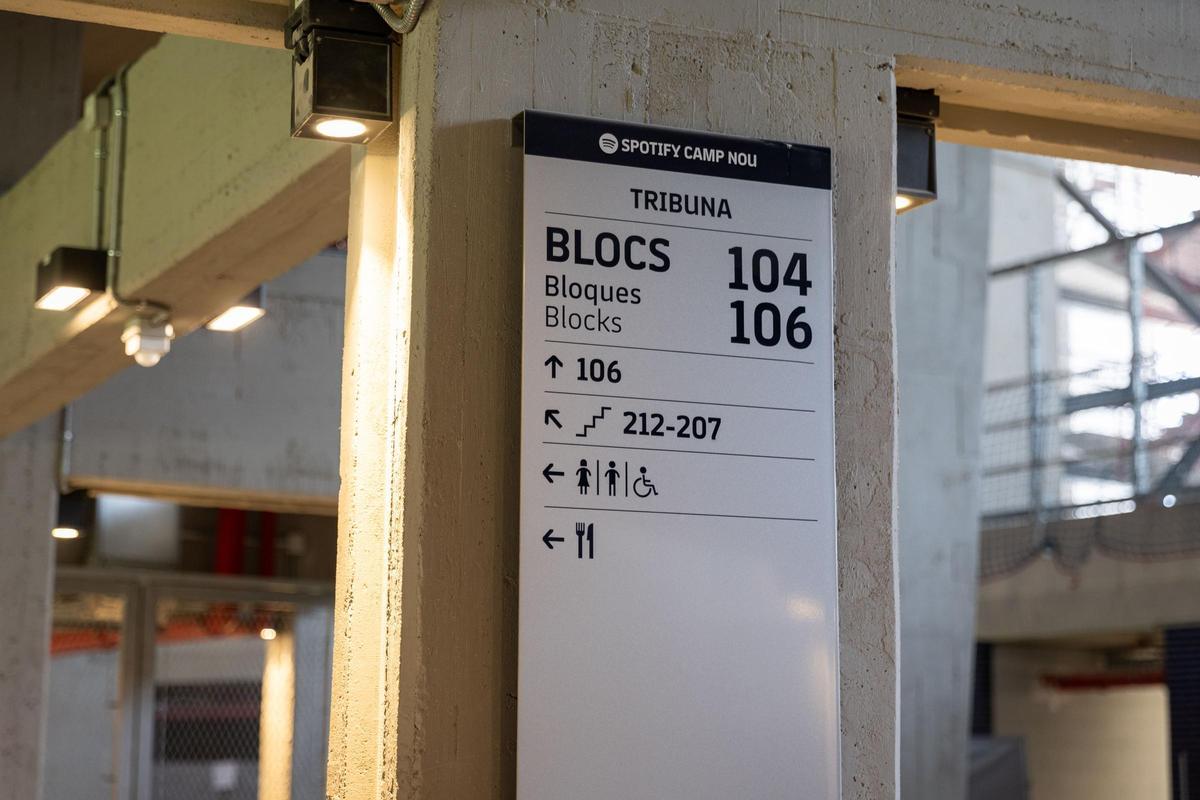 SPOTIFY CAMP NOU
TRIBUNA
BLOCS 104
Bloques 106
Blocks
↑ 106
↖ 212-207
←
←